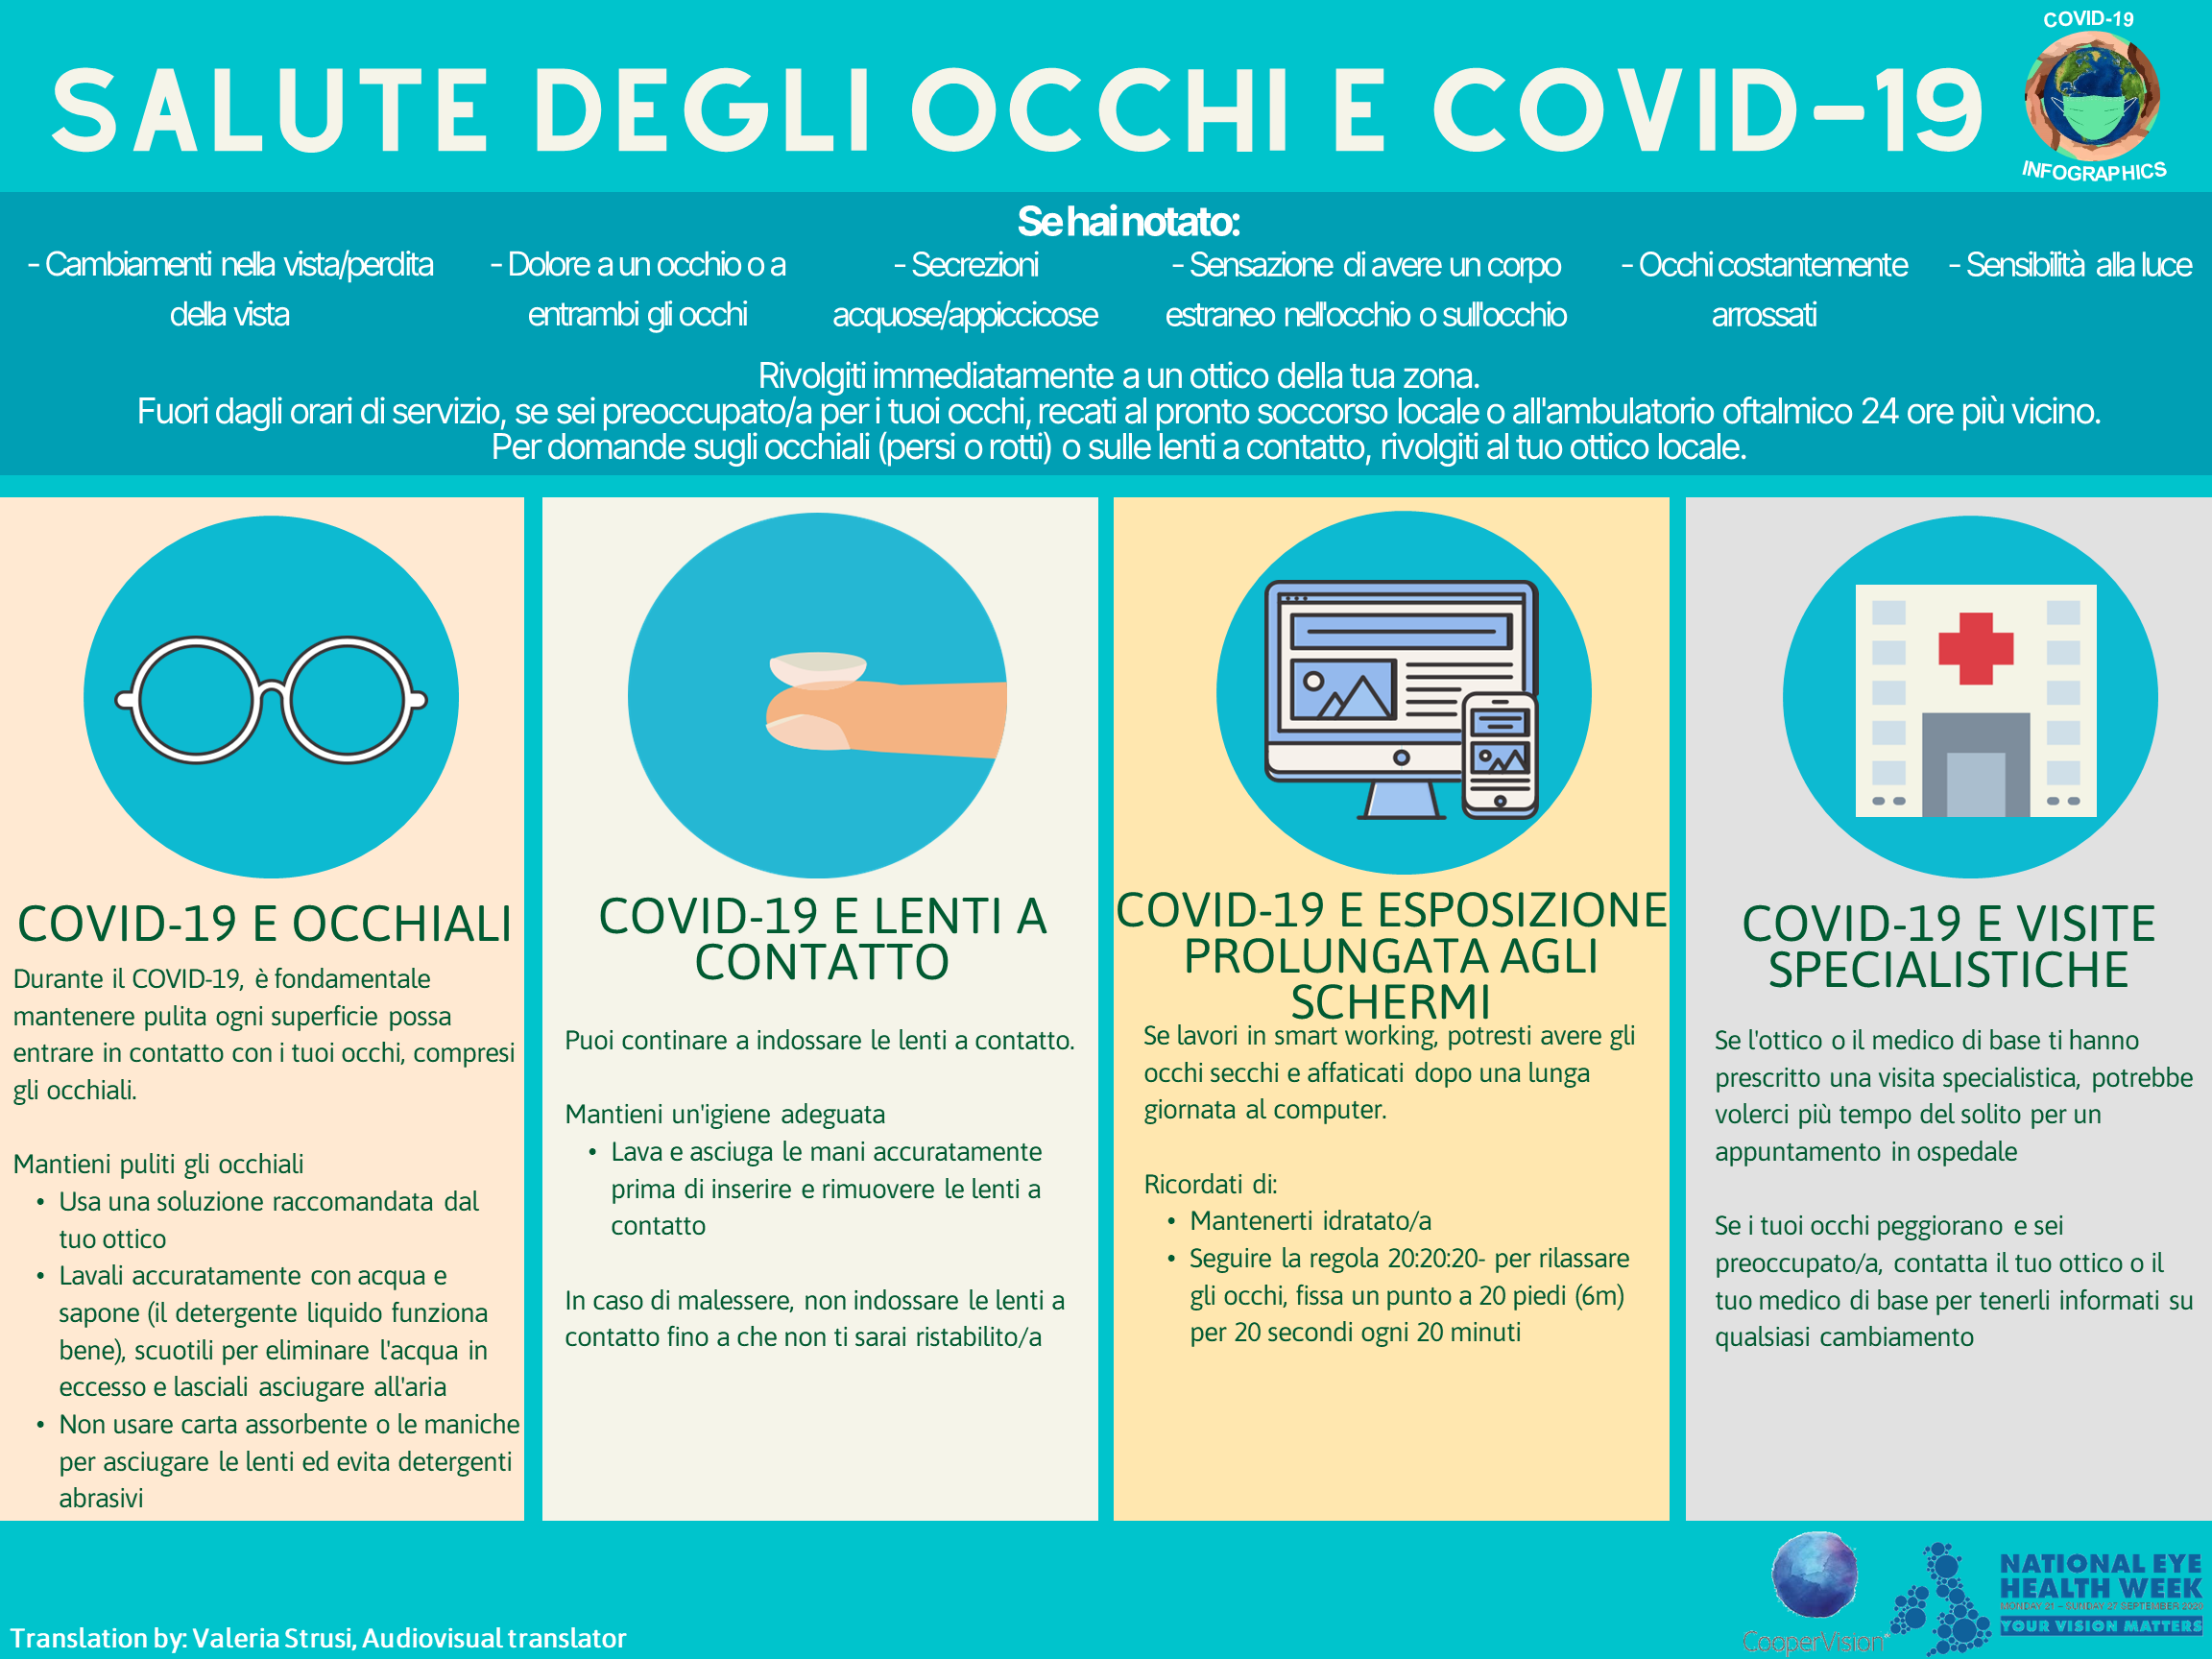 COVID-19
SALUTE DEGLI OCCHI E COVID-19
INFOGRAPHICS
Se hai notato:
- Cambiamenti nella vista/perdita
della vista
- Dolore a un occhio o a
entrambi gli occhi
- Secrezioni
acquose/appiccicose
- Sensazione di avere un corpo
estraneo nell'occhio o sull'occhio
- Occhi costantemente
arrossati
- Sensibilità alla luce
Rivolgiti immediatamente a un ottico della tua zona.
Fuori dagli orari di servizio, se sei preoccupato/a per i tuoi occhi, recati al pronto soccorso locale o all'ambulatorio oftalmico 24 ore più vicino.
Per domande sugli occhiali (persi o rotti) o sulle lenti a contatto, rivolgiti al tuo ottico locale.
COVID-19 E OCCHIALI
Durante il COVID-19, è fondamentale
mantenere pulita ogni superficie possa
entrare in contatto con i tuoi occhi, compresi
gli occhiali.
Mantieni puliti gli occhiali
• Usa una soluzione raccomandata dal
tuo ottico
• Lavali accuratamente con acqua e
sapone (il detergente liquido funziona
bene), scuotili per eliminare l'acqua in
eccesso e lasciali asciugare all'aria
• Non usare carta assorbente o le maniche
per asciugare le lenti ed evita detergenti
abrasivi
COVID-19 E LENTI A
CONTATTO
Puoi continare a indossare le lenti a contatto.
Mantieni un'igiene adeguata
• Lava e asciuga le mani accuratamente
prima di inserire e rimuovere le lenti a
contatto
In caso di malessere, non indossare le lenti a
contatto fino a che non ti sarai ristabilito/a
COVID-19 E ESPOSIZIONE
PROLUNGATA AGLI
SCHERMI
Se lavori in smart working, potresti avere gli
occhi secchi e affaticati dopo una lunga
giornata al computer.
Ricordati di:
• Mantenerti idratato/a
• Seguire la regola 20:20:20- per rilassare
gli occhi, fissa un punto a 20 piedi (6m)
per 20 secondi ogni 20 minuti
COVID-19 E VISITE
SPECIALISTICHE
Se l'ottico o il medico di base ti hanno
prescritto una visita specialistica, potrebbe
volerci più tempo del solito per un
appuntamento in ospedale
Se i tuoi occhi peggiorano e sei
preoccupato/a, contatta il tuo ottico o il
tuo medico di base per tenerli informati su
qualsiasi cambiamento
Translation by: Valeria Strusi, Audiovisual translator
CooperVision
NATIONAL EYE
HEALTH WEEK
MONDAY 21 – SUNDAY 27 SEPTEMBER 2020
YOUR VISION MATTERS